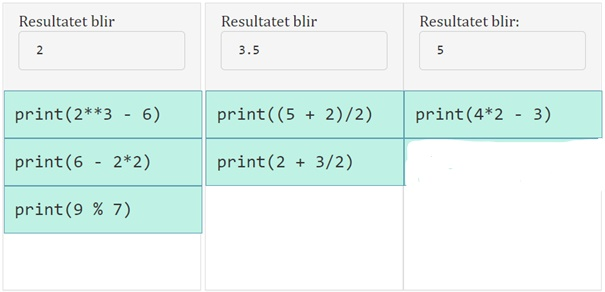 Resultatet blir
2
print(2**3 - 6)
print(6 - 2*2)
print(9 % 7)
Resultatet blir
3.5
print((5 + 2)/2)
print(2 + 3/2)
Resultatet blir:
5
print(4*2 - 3)